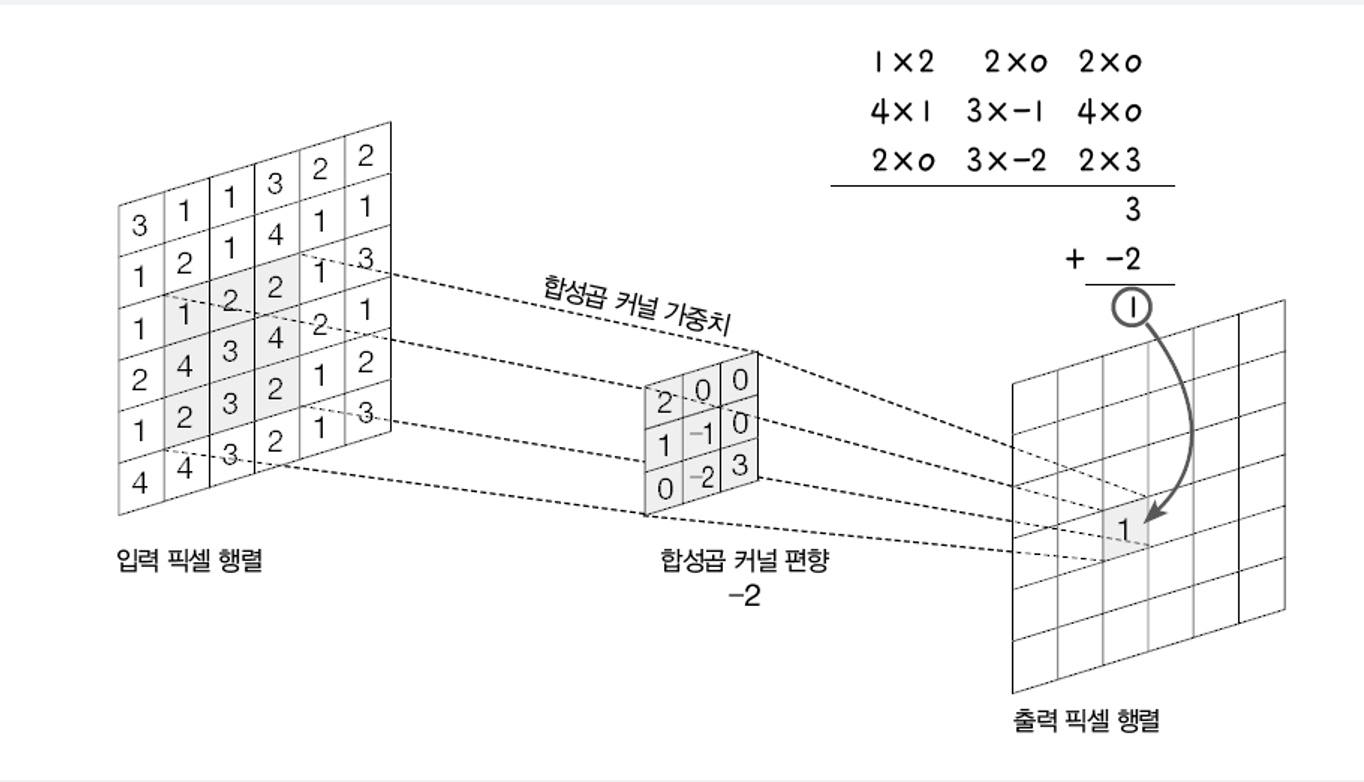 1×2 2×0 2×0
4×1 3×-1 4×0
2×0 3×-2 2×3
3
+ -2
1
3 1 1 3 2 2
1 2 1 4 1 1
1 1 2 2 1 3
2 4 3 4 2 1
1 2 3 2 1 2
4 4 3 2 1 3
입력 픽셀 행렬
합성곱 커널 가중치
2 0 0
1 -1 0
0 -2 3
합성곱 커널 편향
-2
1
출력 픽셀 행렬